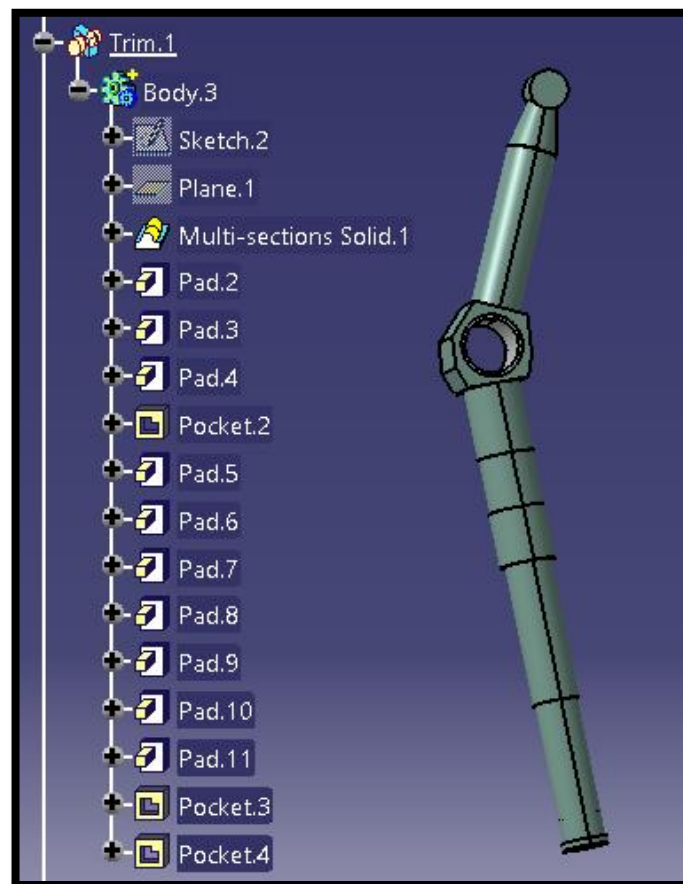 Trim.1
Body.3
Sketch.2
Plane.1
Multi-sections Solid.1
Pad.2
Pad.3
Pad.4
Pocket.2
Pad.5
Pad.6
Pad.7
Pad.8
Pad.9
Pad.10
Pad.11
Pocket.3
Pocket.4